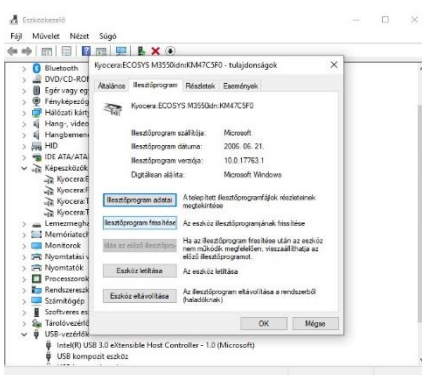 Eszközkezelő
Fájl Művelet Nézet Súgó
Bluetooth
DVD/CD-RO
Egér vagy eg
Fényképezőg
Hálózati kárty
Hang-, video
Hangbemen
HID
IDE ATA/ATA
Képeszközök
Kyocera:E
Kyocera:F
Kyocera:T
Kyocera:T
Lemezmegha
Memóriatech
Monitorok
Nyomtatási v
Nyomtatók
Processzorok
Rendszereszk
Számítógép
Szoftveres es
Tárolóvezérlő
USB-vezérlők
Intel(R) USB 3.0 eXtensible Host Controller - 1.0 (Microsoft)
USB kompozit eszköz
Kyocera:ECOSYS M3550idn:KM47C5F0 - tulajdonságok
Általános Illesztőprogram Részletek Események
Kyocera:ECOSYS M3550idn:KM47C5F0
Illesztőprogram szállítója: Microsoft
Illesztőprogram dátuma: 2006. 06. 21.
Illesztőprogram verziója: 10.0.17763.1
Digitálisan aláírta: Microsoft Windows
Illesztőprogram adatai
A telepített illesztőprogramfájlok részleteinek
megtekintése
Illesztőprogram frissítése
Az eszköz illesztőprogramjának frissítése
Ha az illesztőprogram frissítése után az eszköz
nem működik megfelelően, visszaállíthatja az
előző illesztőprogramot.
Eszköz letiltása
Az eszköz letiltása
Eszköz eltávolítása
Az illesztőprogram eltávolítása a rendszerből
(haladóknak)
OK Mégse